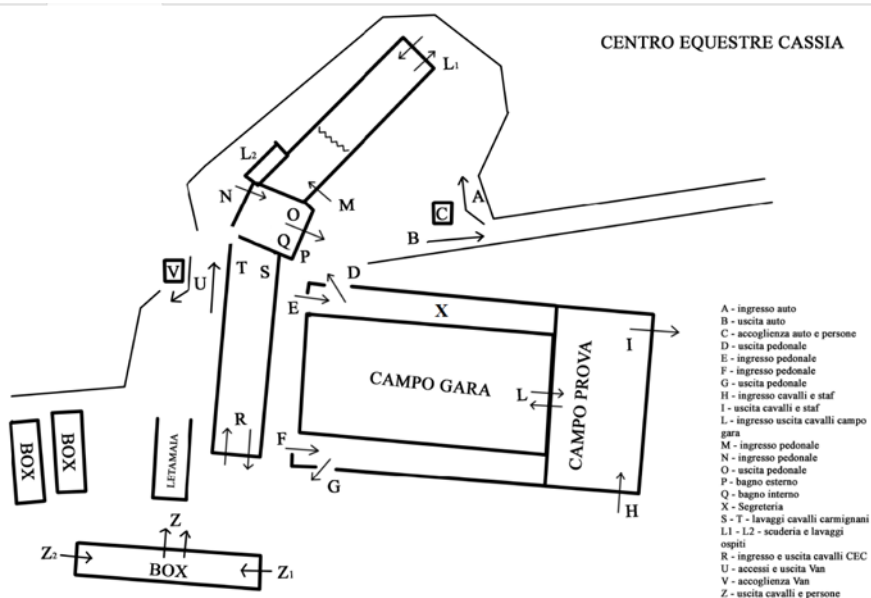 CENTRO EQUESTRE CASSIA
L1
L2
N
M
A
C
O
B
Q
P
V
T S
D
U
E
X
I
CAMPO GARA
L
CAMPO PROVA
R
F
BOX
BOX
LETAMAIA
G
H
Z
Z2
BOX
Z1
A - ingresso auto
B - uscita auto
C - accoglienza auto e persone
D - uscita pedonale
E - ingresso pedonale
F - ingresso pedonale
G - uscita pedonale
H - ingresso cavalli e staf
I - uscita cavalli e staf
L - ingresso uscita cavalli campo
gara
M - ingresso pedonale
N - ingresso pedonale
O - uscita pedonale
P - bagno esterno
Q - bagno interno
X - Segreteria
S - T - lavaggi cavalli carmignani
L1 - L2 - scuderia e lavaggi
ospiti
R - ingresso e uscita cavalli CEC
U - accessi e uscita Van
V - accoglienza Van
Z - uscita cavalli e persone